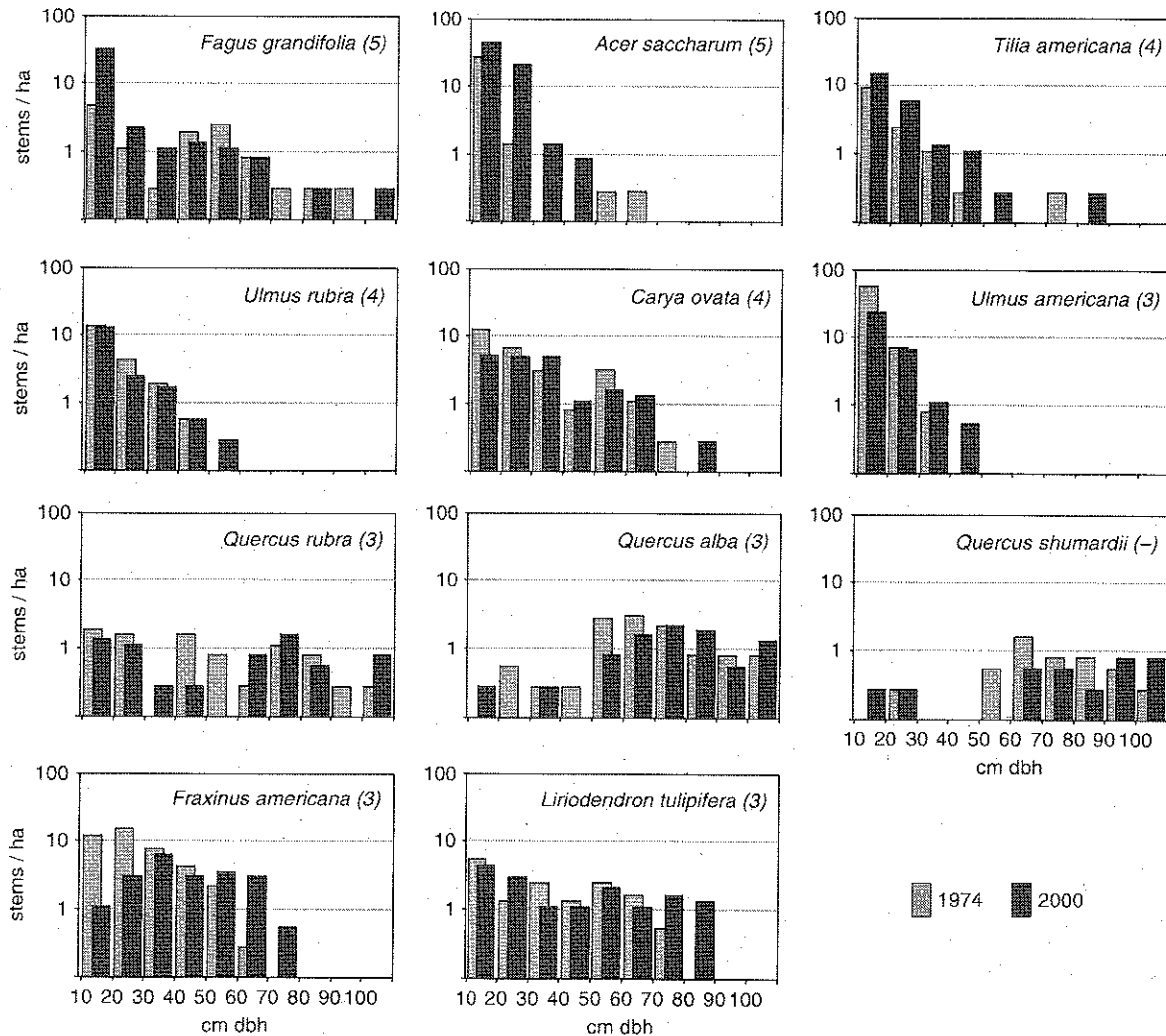 100
10
1
stems / ha
Fagus grandifolia (5)
100
10
1
Acer saccharum (5)
100
10
1
Tilia americana (4)
100
10
1
stems / ha
Ulmus rubra (4)
100
10
1
Carya ovata (4)
100
10
1
Ulmus americana (3)
100
10
1
stems / ha
Quercus rubra (3)
100
10
1
Quercus alba (3)
100
10
1
Quercus shumardii (–)
10 20 30 40 50 60 70 80 90 100
cm dbh
100
10
1
stems / ha
Fraxinus americana (3)
10 20 30 40 50 60 70 80 90 100
cm dbh
100
10
1
Liriodendron tulipifera (3)
10 20 30 40 50 60 70 80 90 100
cm dbh
1974 2000